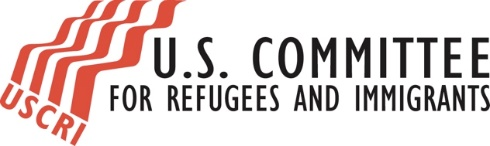 USCRI
U.S. COMMITTEE
FOR REFUGEES AND IMMIGRANTS